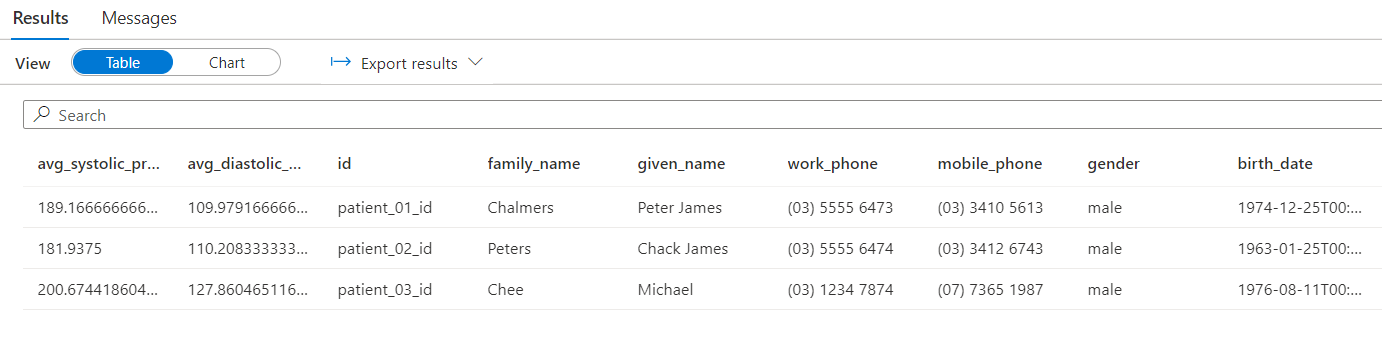 Results Messages
View Table Chart Export results
Search
avg_systolic_pr... avg_diastolic_... id family_name given_name work_phone mobile_phone gender birth_date
189.166666666... 109.979166666... patient_01_id Chalmers Peter James (03) 5555 6473 (03) 3410 5613 male 1974-12-25T00:...
181.9375 110.208333333... patient_02_id Peters Chack James (03) 5555 6474 (03) 3412 6743 male 1963-01-25T00:...
200.674418604... 127.860465116... patient_03_id Chee Michael (03) 1234 7874 (07) 7365 1987 male 1976-08-11T00:...